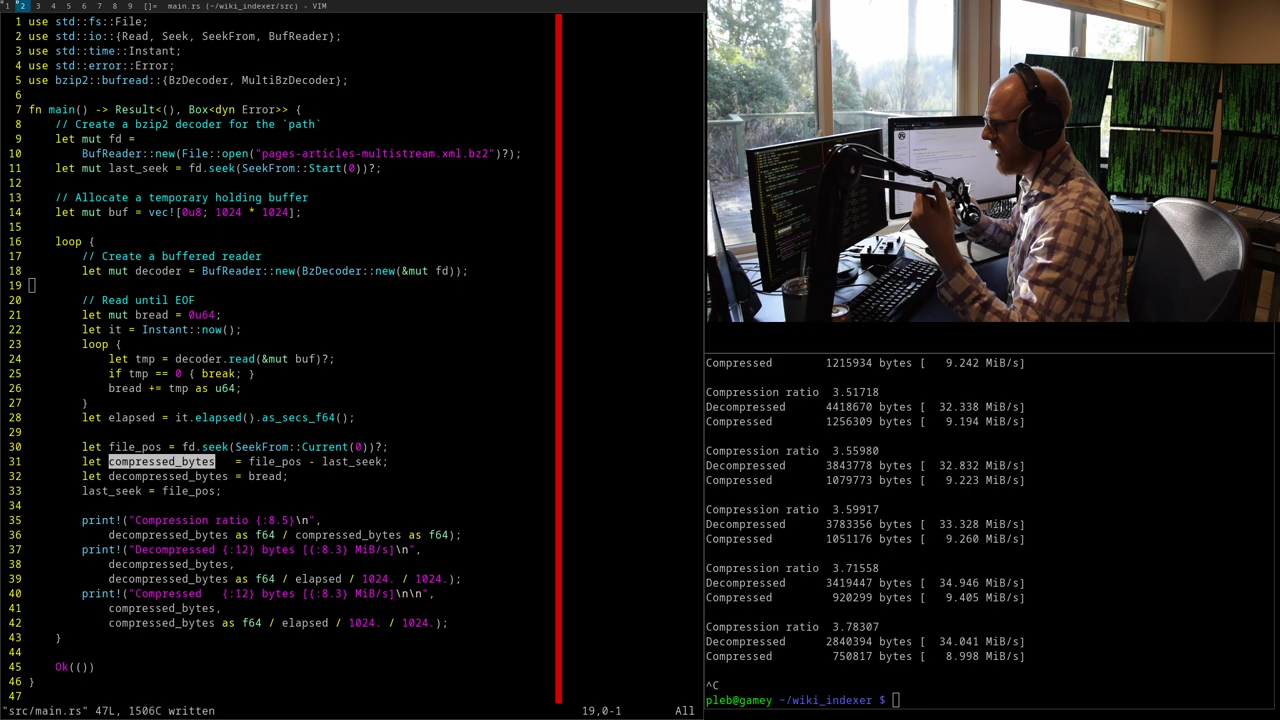 1 2 3 4 5 6 7 8 9 []= main.rs (~/wiki_indexer/src) - VIM
1 use std::fs::File;
2 use std::io::{Read, Seek, SeekFrom, BufReader};
3 use std::time::Instant;
4 use std::error::Error;
5 use bzip2::bufread::{BzDecoder, MultiBzDecoder};
6
7 fn main() -> Result<(), Box<dyn Error>> {
8     // Create a bzip2 decoder for the `path`
9     let mut fd =
10         BufReader::new(File::open("pages-articles-multistream.xml.bz2")?);
11     let mut last_seek = fd.seek(SeekFrom::Start(0))?;
12
13     // Allocate a temporary holding buffer
14     let mut buf = vec![0u8; 1024 * 1024];
15
16     loop {
17         // Create a buffered reader
18         let mut decoder = BufReader::new(BzDecoder::new(&mut fd));
19
20         // Read until EOF
21         let mut bread = 0u64;
22         let it = Instant::now();
23         loop {
24             let tmp = decoder.read(&mut buf)?;
25             if tmp == 0 { break; }
26             bread += tmp as u64;
27         }
28         let elapsed = it.elapsed().as_secs_f64();
29
30         let file_pos = fd.seek(SeekFrom::Current(0))?;
31         let compressed_bytes   = file_pos - last_seek;
32         let decompressed_bytes = bread;
33         last_seek = file_pos;
34
35         print!("Compression ratio {:8.5}\n",
36             decompressed_bytes as f64 / compressed_bytes as f64);
37         print!("Decompressed {:12} bytes [{:8.3} MiB/s]\n",
38             decompressed_bytes,
39             decompressed_bytes as f64 / elapsed / 1024. / 1024.);
40         print!("Compressed   {:12} bytes [{:8.3} MiB/s]\n\n",
41             compressed_bytes,
42             compressed_bytes as f64 / elapsed / 1024. / 1024.);
43     }
44
45     Ok(())
46 }
47
"src/main.rs" 47L, 1506C written 19,0-1 All
Compressed        1215934 bytes [   9.242 MiB/s]
Compression ratio  3.51718
Decompressed      4418670 bytes [  32.338 MiB/s]
Compressed        1256309 bytes [   9.194 MiB/s]
Compression ratio  3.55980
Decompressed      3843778 bytes [  32.832 MiB/s]
Compressed        1079773 bytes [   9.223 MiB/s]
Compression ratio  3.59917
Decompressed      3783356 bytes [  33.328 MiB/s]
Compressed        1051176 bytes [   9.260 MiB/s]
Compression ratio  3.71558
Decompressed      3419447 bytes [  34.946 MiB/s]
Compressed         920299 bytes [   9.405 MiB/s]
Compression ratio  3.78307
Decompressed      2840394 bytes [  34.041 MiB/s]
Compressed         750817 bytes [   8.998 MiB/s]
^C
pleb@gamey ~/wiki_indexer $